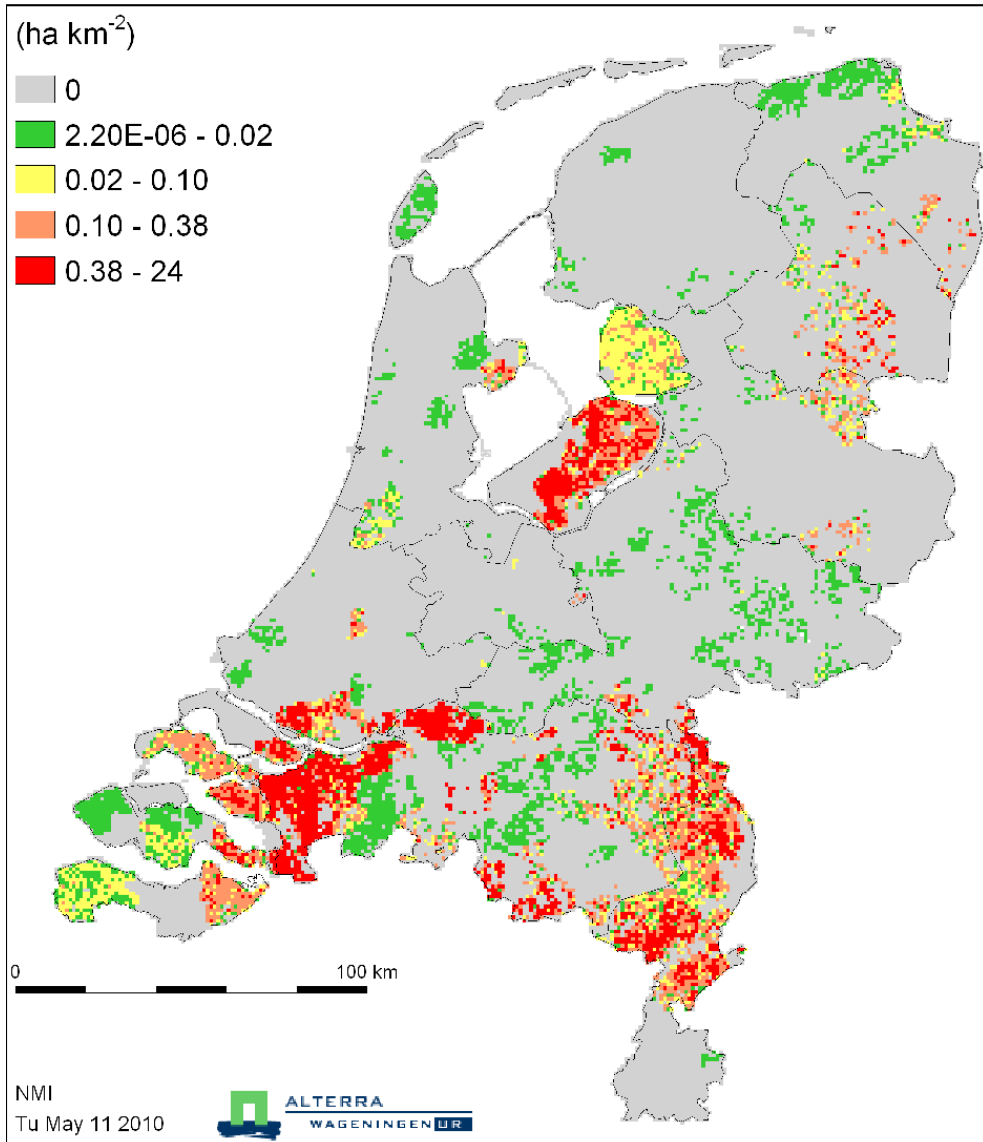 (ha km-2)
0
2.20E-06 - 0.02
0.02 - 0.10
0.10 - 0.38
0.38 - 24
0 100 km
NMI
Tu May 11 2010
ALTERRA
WAGENINGEN UR